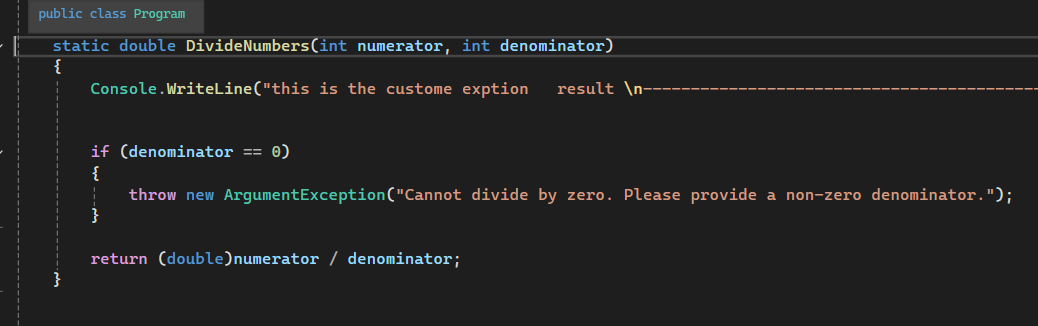 public class Program
static double DivideNumbers(int numerator, int denominator)
{
Console.WriteLine("this is the custome exption   result \n------------------------------------------
if (denominator == 0)
{
throw new ArgumentException("Cannot divide by zero. Please provide a non-zero denominator.");
}
return (double)numerator / denominator;
}